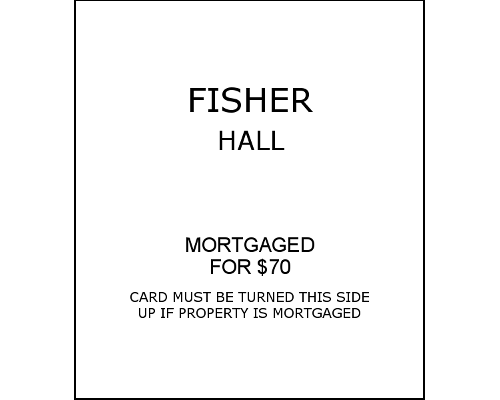 FISHER
HALL
MORTGAGED
FOR $70
CARD MUST BE TURNED THIS SIDE
UP IF PROPERTY IS MORTGAGED